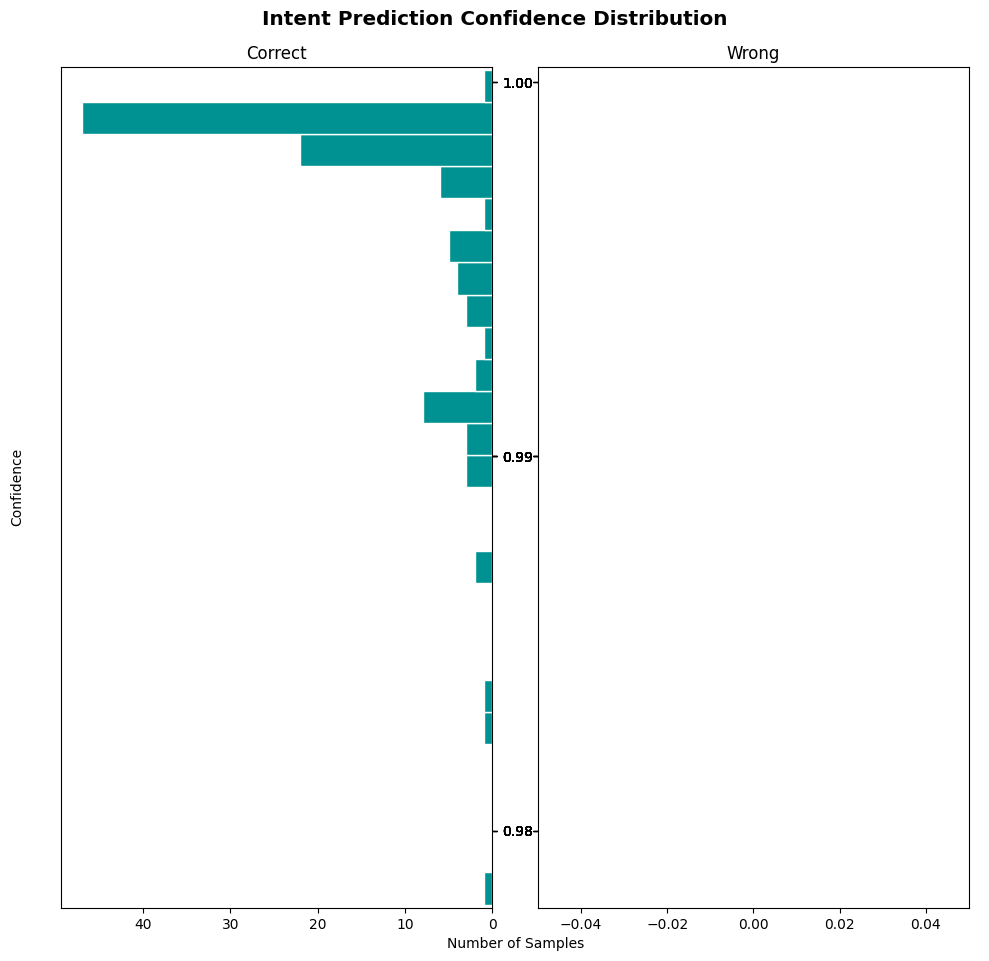 Intent Prediction Confidence Distribution
Correct
Wrong
1.00
0.99
0.98
Confidence
40
30
20
10
0
−0.04
−0.02
0.00
0.02
0.04
Number of Samples